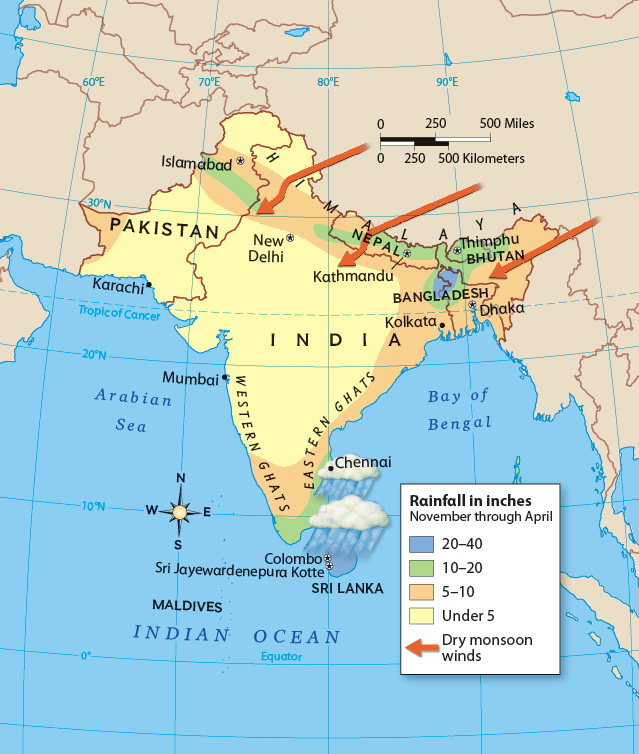 60°E
70°E
80°E
90°E
0 250 500 Miles
0 250 500 Kilometers
Islamabad
HIMALAYA
30°N
PAKISTAN
New
Delhi
NEPAL
Thimphu
BHUTAN
Kathmandu
Karachi
BANGLADESH
Tropic of Cancer
Dhaka
Kolkata
INDIA
20°N
Mumbai
Arabian
Sea
WESTERN GHATS
EASTERN GHATS
Bay of
Bengal
Chennai
N
W E
S
10°N
Rainfall in inches
November through April
20–40
10–20
5–10
Under 5
Dry monsoon
winds
Colombo
Sri Jayewardenepura Kotte
SRI LANKA
MALDIVES
INDIAN OCEAN
0°
Equator